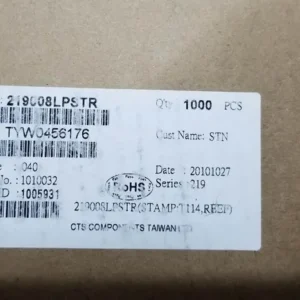 : 219008LPSTR Q'ty 1000 PCS
TYW0456176 Cust Name: STN
: 040
No.: 1010032 Date : 20101027
ID : 1005931 RoHS Series :219
219008LPSTR(STAMP:T114,REEF)
CTS COMPONENTS TAIWAN LTD